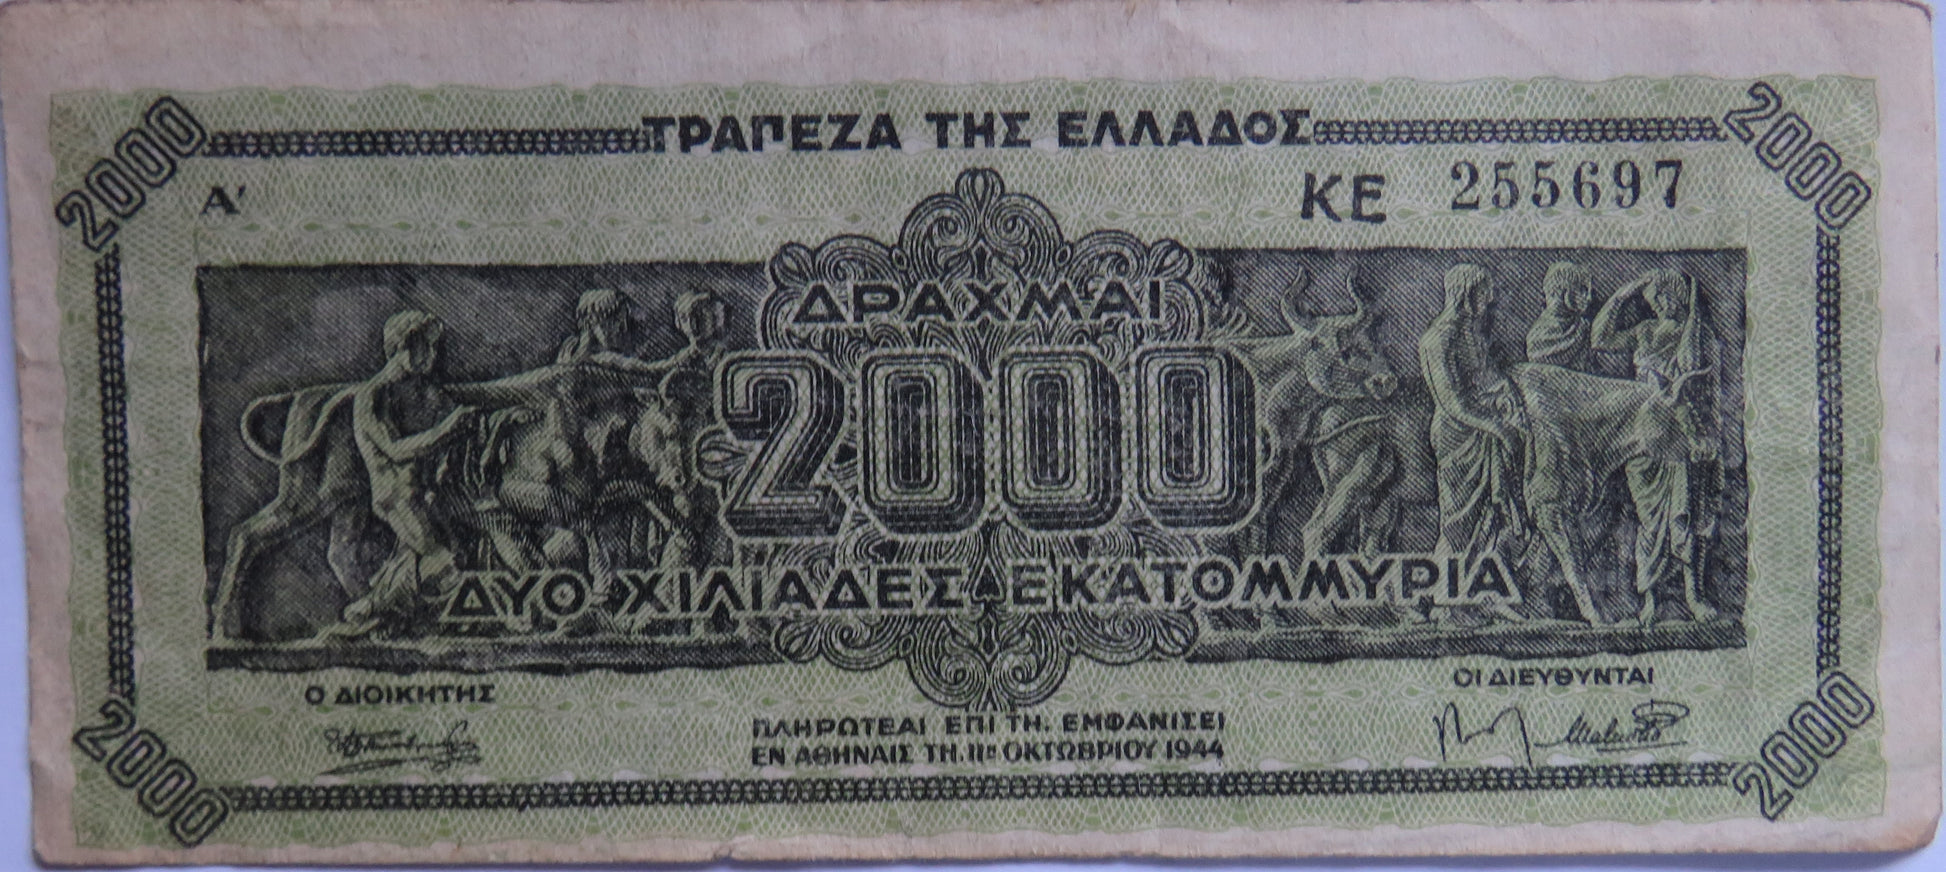 2000 ΤΡΑΠΕΖΑ ΤΗΣ ΕΛΛΑΔΟΣ 2000
Α' ΚΕ 255697
ΔΡΑΧΜΑΙ
2000
ΔΥΟ ΧΙΛΙΑΔΕΣ ΕΚΑΤΟΜΜΥΡΙΑ
Ο ΔΙΟΙΚΗΤΗΣ
ΟΙ ΔΙΕΥΘΥΝΤΑΙ
ΠΛΗΡΩΤΕΑΙ ΕΠΙ ΤΗ. ΕΜΦΑΝΙΣΕΙ
ΕΝ ΑΘΗΝΑΙΣ ΤΗ. 11ῃ ΟΚΤΩΒΡΙΟΥ 1944
2000 2000